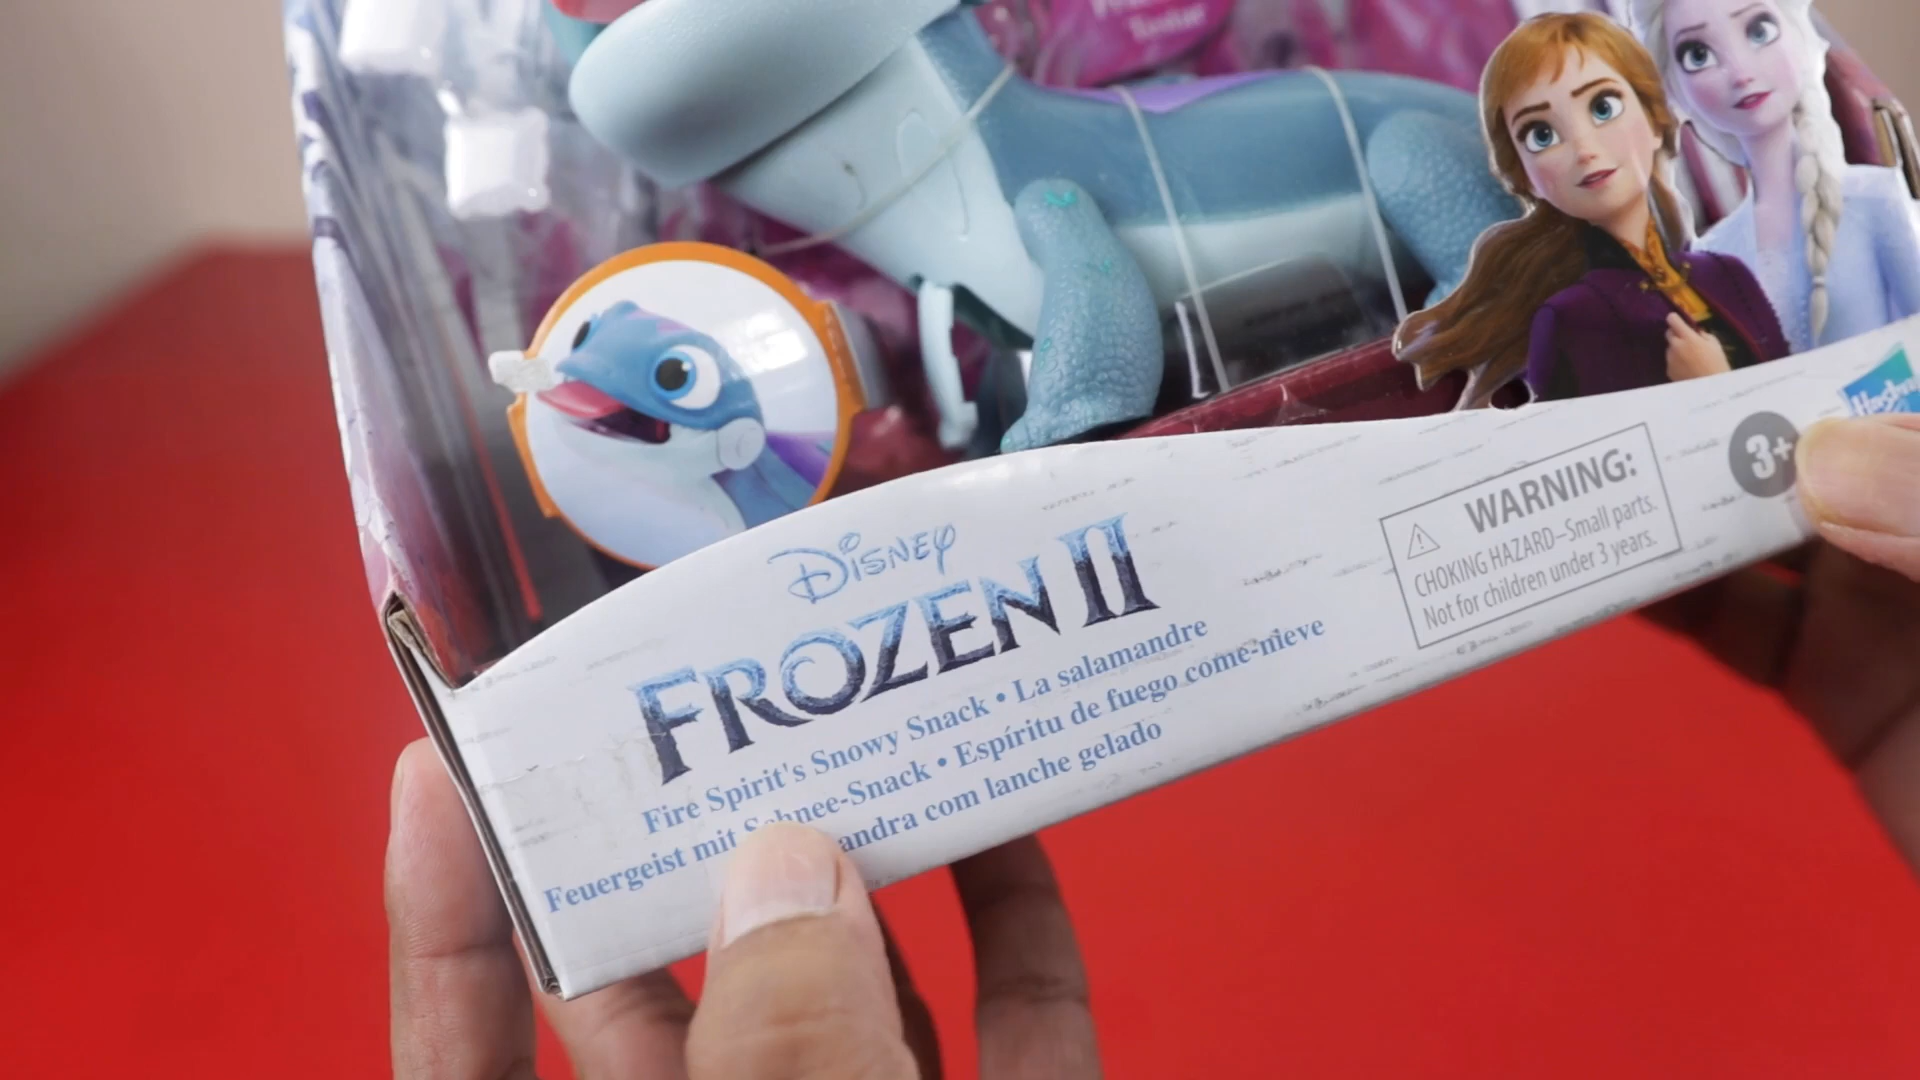 DISNEY
FROZEN II
Fire Spirit's Snowy Snack • La salamandre
Feuergeist mit Schnee-Snack • Espíritu de fuego come-nieve
andra com lanche gelado
WARNING:
CHOKING HAZARD–Small parts.
Not for children under 3 years.
3+
Hasbro